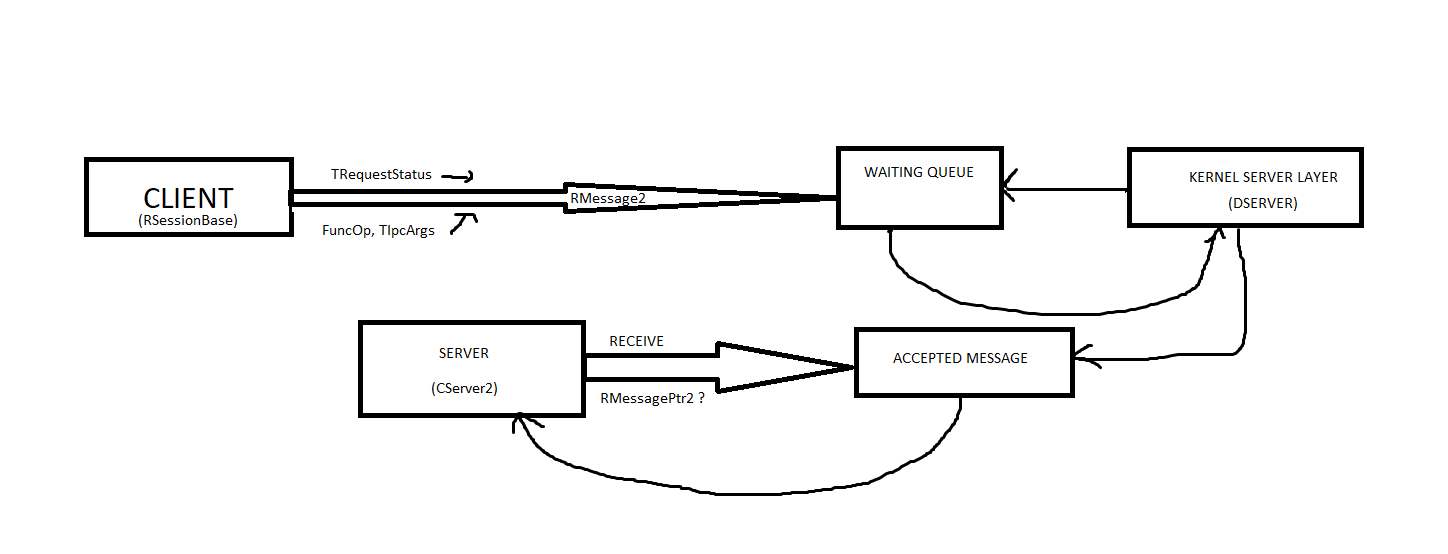 TRequestStatus
CLIENT
(RSessionBase)
RMessage2
FuncOp, TIpcArgs
WAITING QUEUE
KERNEL SERVER LAYER
(DSERVER)
SERVER
(CServer2)
RECEIVE
RMessagePtr2 ?
ACCEPTED MESSAGE